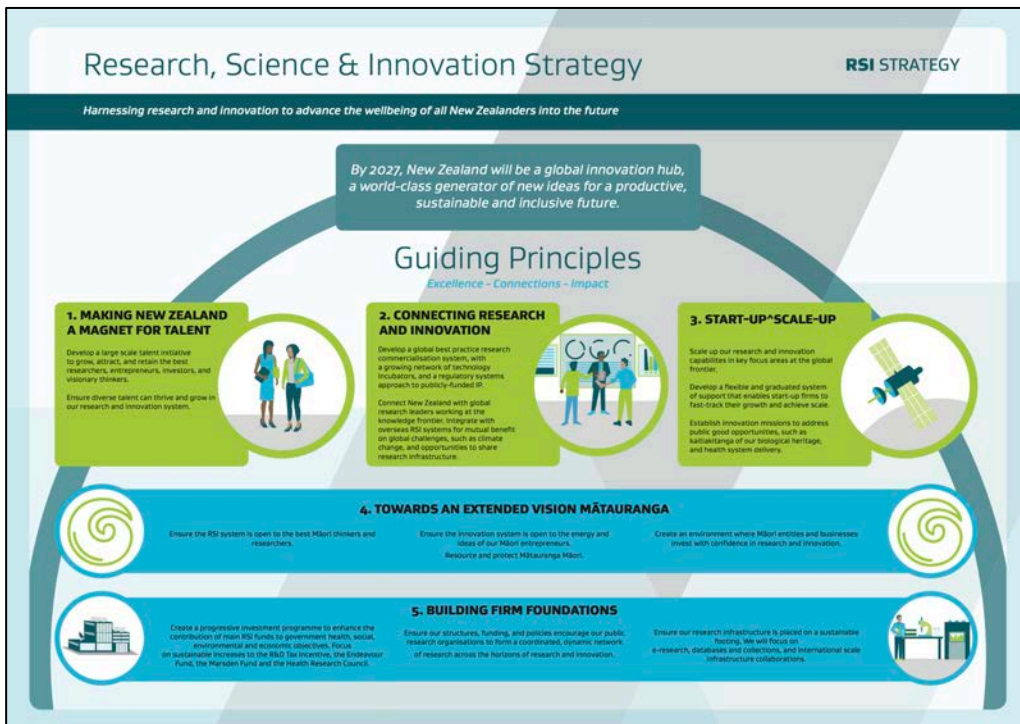 Research, Science & Innovation Strategy
RSI STRATEGY
Harnessing research and innovation to advance the wellbeing of all New Zealanders into the future
By 2027, New Zealand will be a global innovation hub,
a world-class generator of new ideas for a productive,
sustainable and inclusive future.
Guiding Principles
Excellence - Connections - Impact
1. MAKING NEW ZEALAND
A MAGNET FOR TALENT
Develop a large scale talent initiative
to grow, attract, and retain the best
researchers, entrepreneurs, investors, and
visionary thinkers.
Ensure diverse talent can thrive and grow in
our research and innovation system.
2. CONNECTING RESEARCH
AND INNOVATION
Develop a global best practice research
commercialisation system, with
a growing network of technology
incubators, and a regulatory systems
approach to publicly-funded IP.
Connect New Zealand with global
research leaders working at the
knowledge frontier. Integrate with
overseas RSI systems for mutual benefit
on global challenges, such as climate
change, and opportunities to share
research infrastructure.
3. START-UP^SCALE-UP
Scale up our research and innovation
capabilites in key focus areas at the global
frontier.
Develop a flexible and graduated system
of support that enables start-up firms to
fast-track their growth and achieve scale.
Establish innovation missions to address
public good opportunities, such as
kaitiakitanga of our biological heritage,
and health system delivery.
4. TOWARDS AN EXTENDED VISION MĀTAURANGA
Ensure the RSI system is open to the best Māori thinkers and
researchers.
Ensure the innovation system is open to the energy and
ideas of our Māori entrepreneurs.
Resource and protect Mātauranga Māori.
Create an environment where Māori entities and businesses
invest with confidence in research and innovation.
5. BUILDING FIRM FOUNDATIONS
Create a progressive investment programme to enhance the
contribution of main RSI funds to government health, social,
environmental and economic objectives. Focus
on sustainable increases to the R&D Tax Incentive, the Endeavour
Fund, the Marsden Fund and the Health Research Council.
Ensure our structures, funding, and policies encourage our public
research organisations to form a coordinated, dynamic network
of research across the horizons of research and innovation.
Ensure our research infrastructure is placed on a sustainable
footing. We will focus on
e-research, databases and collections, and international scale
infrastructure collaborations.